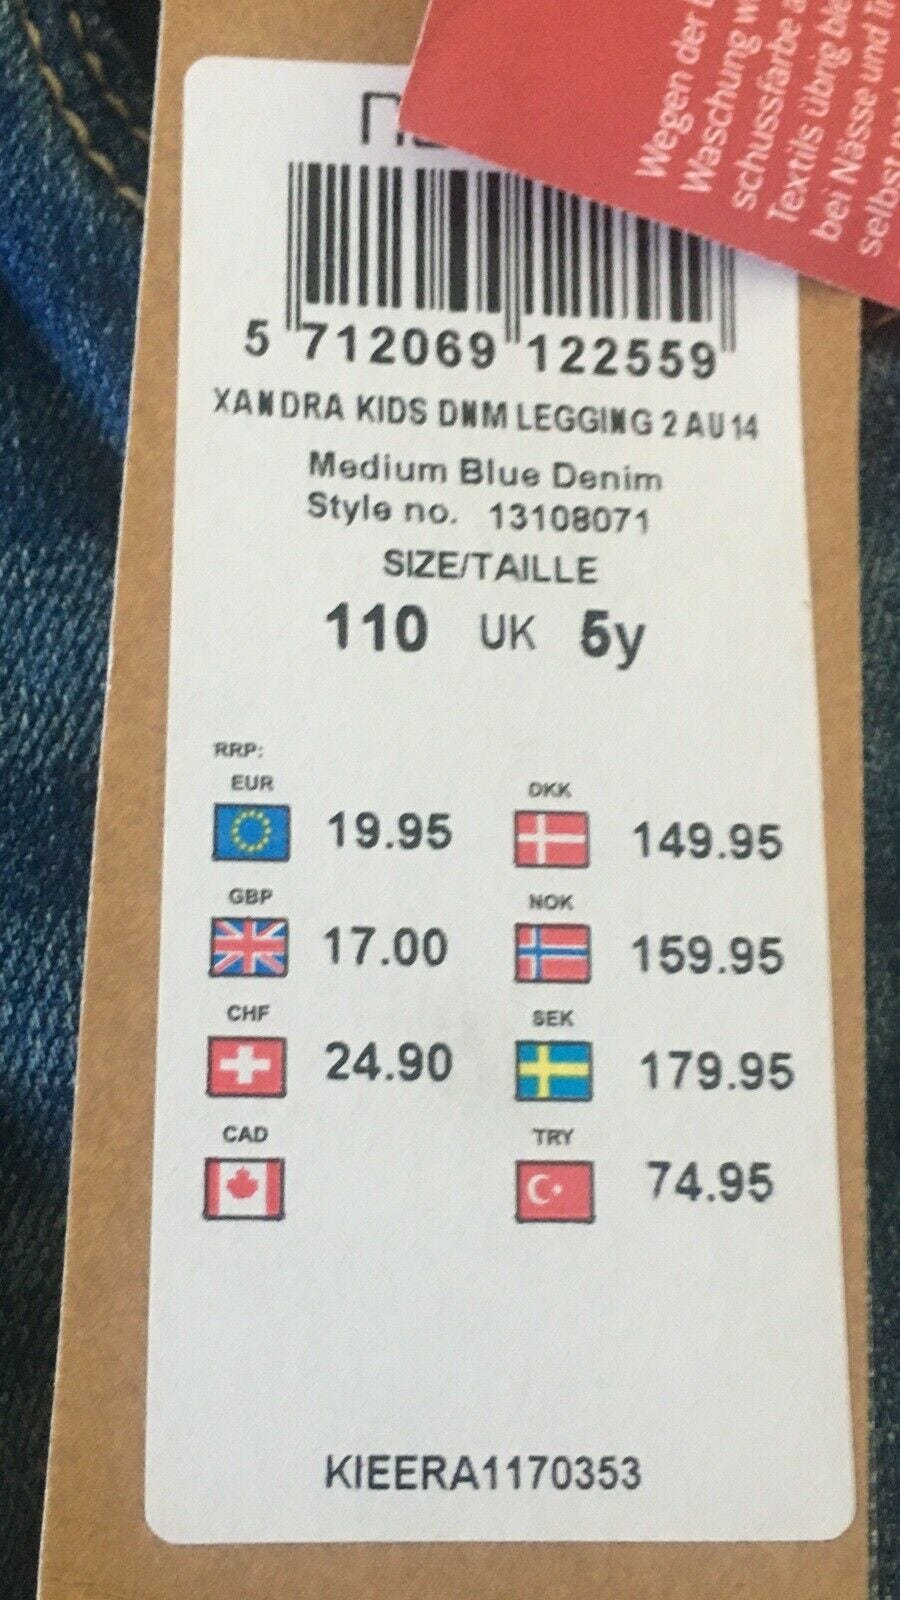 Wegen der
Waschung
schussfarbe
Textils übrig
bei Nässe und
selbst
5 712069 122559
XANDRA KIDS DNM LEGGING 2 AU14
Medium Blue Denim
Style no. 13108071
SIZE/TAILLE
110 UK 5y
RRP:
EUR 19.95
DKK 149.95
GBP 17.00
NOK 159.95
CHF 24.90
SEK 179.95
CAD
TRY 74.95
KIEERA1170353